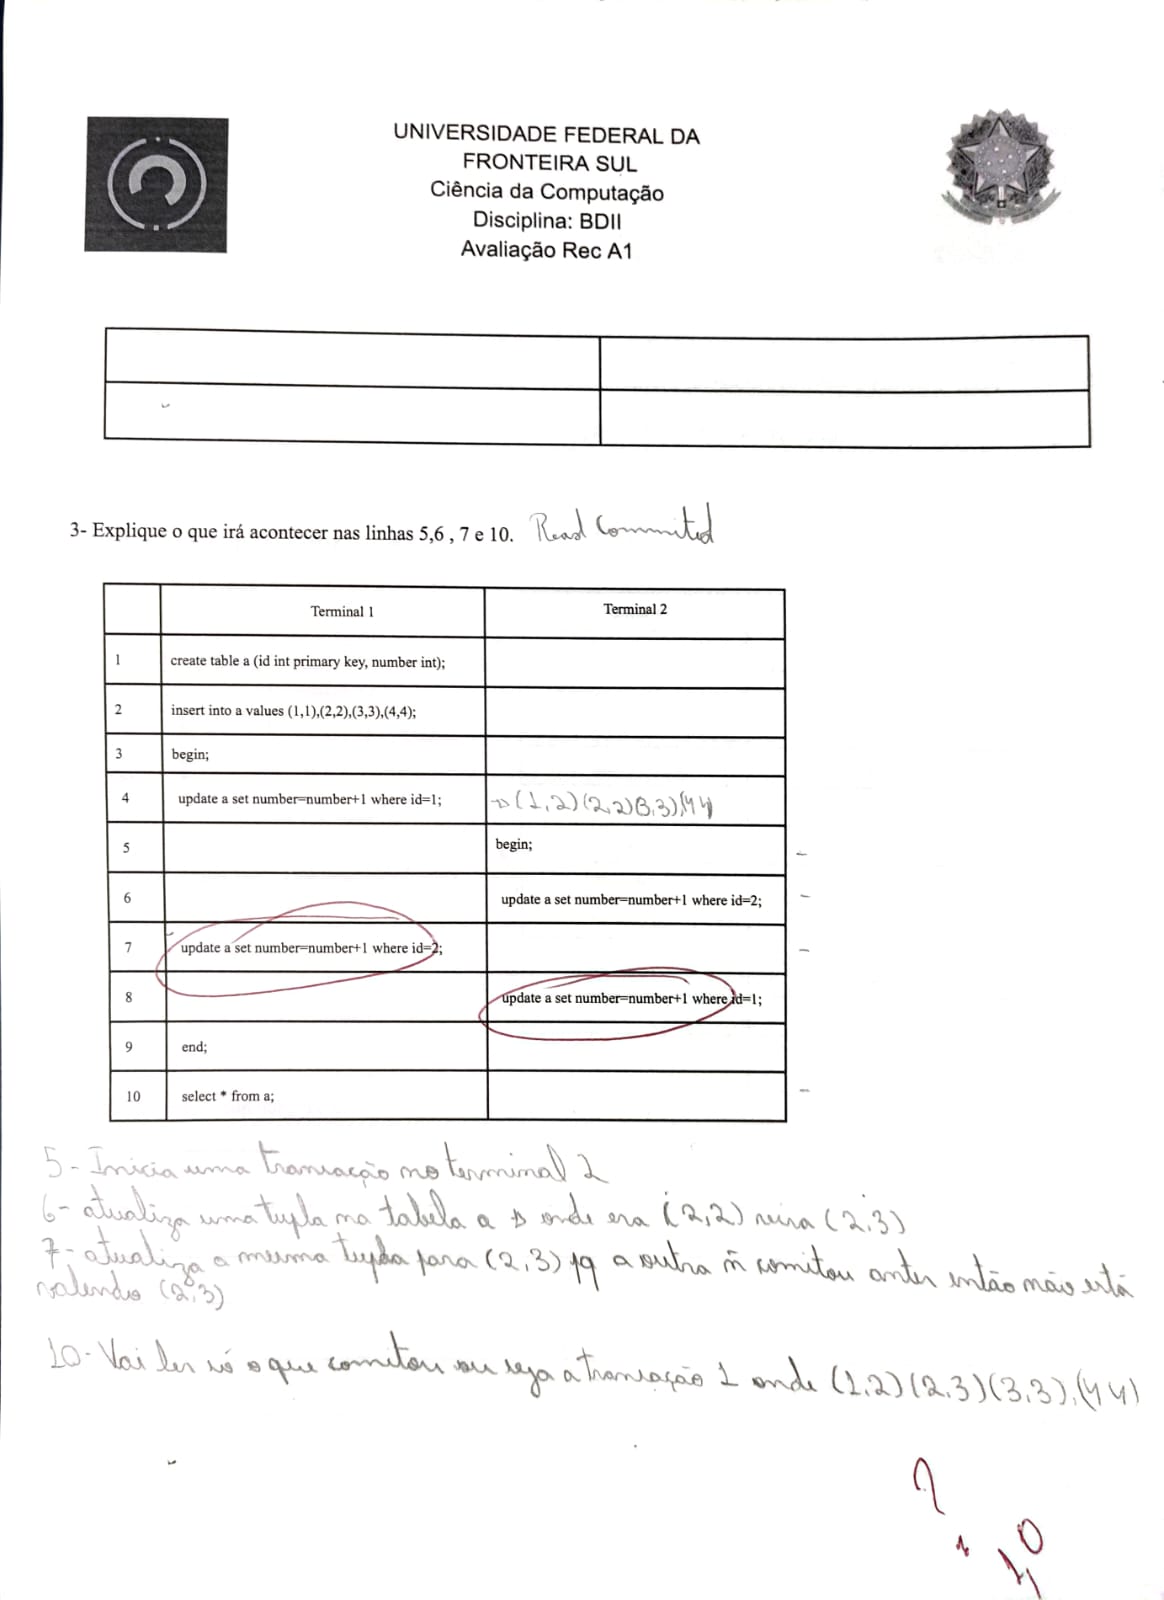 UNIVERSIDADE FEDERAL DA
FRONTEIRA SUL
Ciência da Computação
Disciplina: BDII
Avaliação Rec A1
3- Explique o que irá acontecer nas linhas 5,6 , 7 e 10. Read Commited
Terminal 1 Terminal 2
1 create table a (id int primary key, number int);
2 insert into a values (1,1),(2,2),(3,3),(4,4);
3 begin;
4 update a set number=number+1 where id=1; → (1,2)(2,2)(3,3),(4 4)
5 begin;
6 update a set number=number+1 where id=2;
7 update a set number=number+1 where id=2;
8 update a set number=number+1 where id=1;
9 end;
10 select * from a;
5- Inicia uma transação no terminal 2
6- atualiza uma tupla na tabela a → onde era (2,2) vira (2,3)
7- atualiza a mesma tupla para (2,3) pq a outra ñ comitou antes então não está
valendo (2,3)
10- Vai ler só o que comitou ou seja a transação 1 onde (1,2)(2,3)(3,3),(4 4)
?
1,0